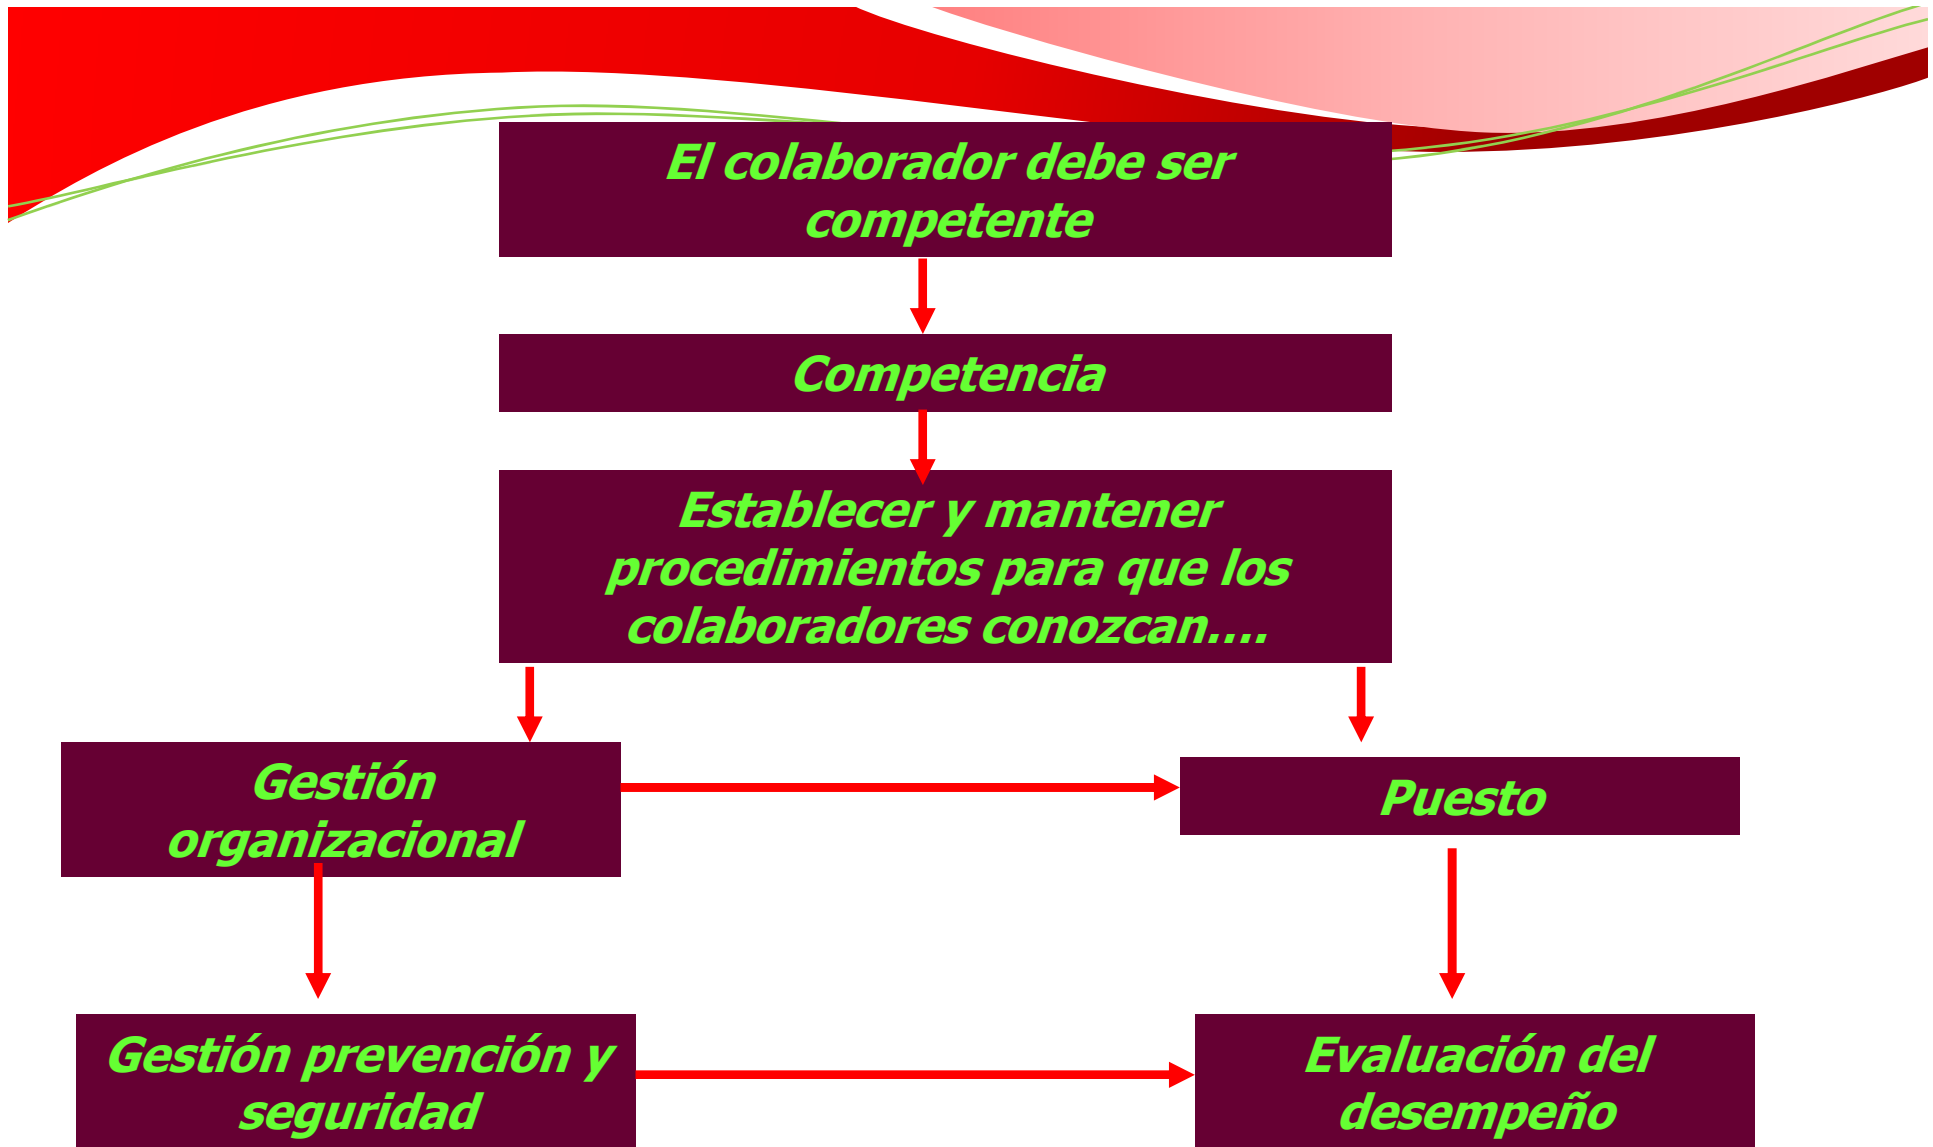 El colaborador debe ser
competente
Competencia
Establecer y mantener
procedimientos para que los
colaboradores conozcan....
Gestión
organizacional
Puesto
Gestión prevención y
seguridad
Evaluación del
desempeño